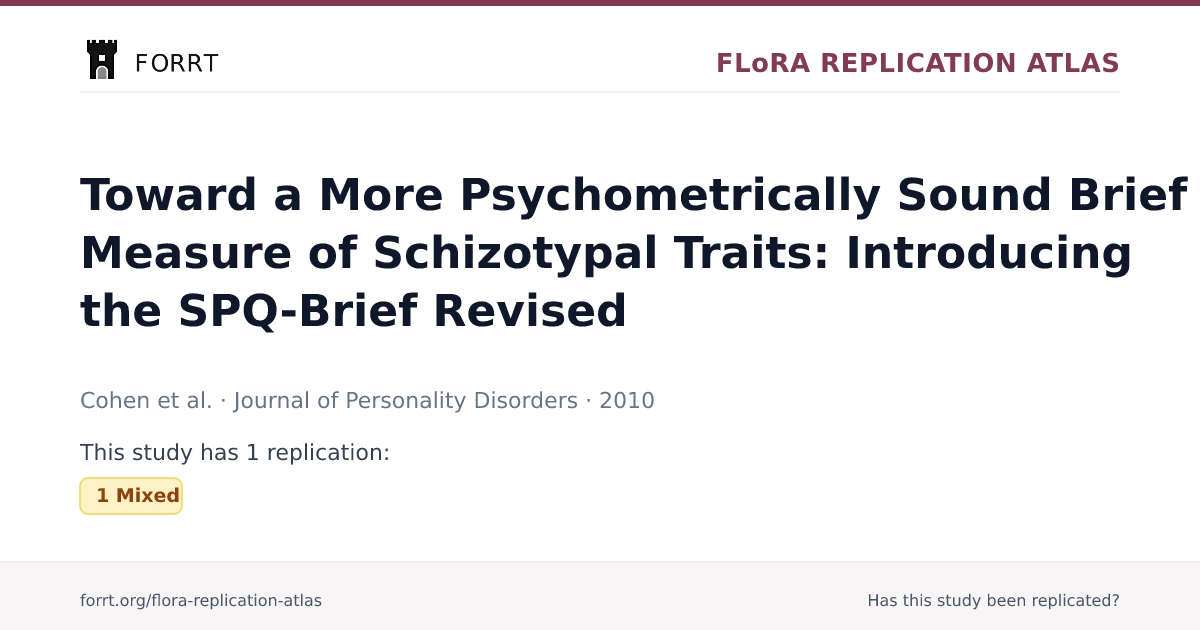 FORRT
FLoRA REPLICATION ATLAS
Toward a More Psychometrically Sound Brief
Measure of Schizotypal Traits: Introducing
the SPQ-Brief Revised
Cohen et al. · Journal of Personality Disorders · 2010
This study has 1 replication:
1 Mixed
forrt.org/flora-replication-atlas
Has this study been replicated?